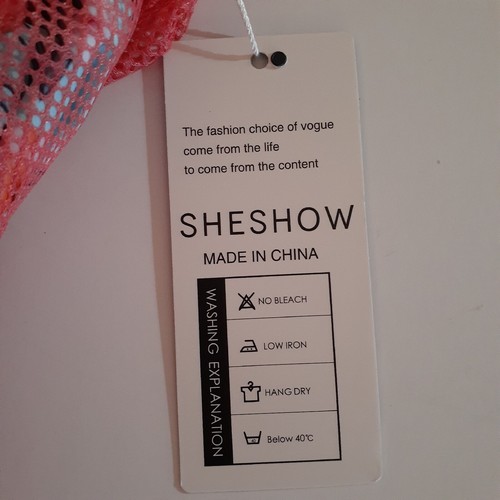 The fashion choice of vogue
come from the life
to come from the content
SHESHOW
MADE IN CHINA
WASHING EXPLANATION
NO BLEACH
LOW IRON
HANG DRY
Below 40℃